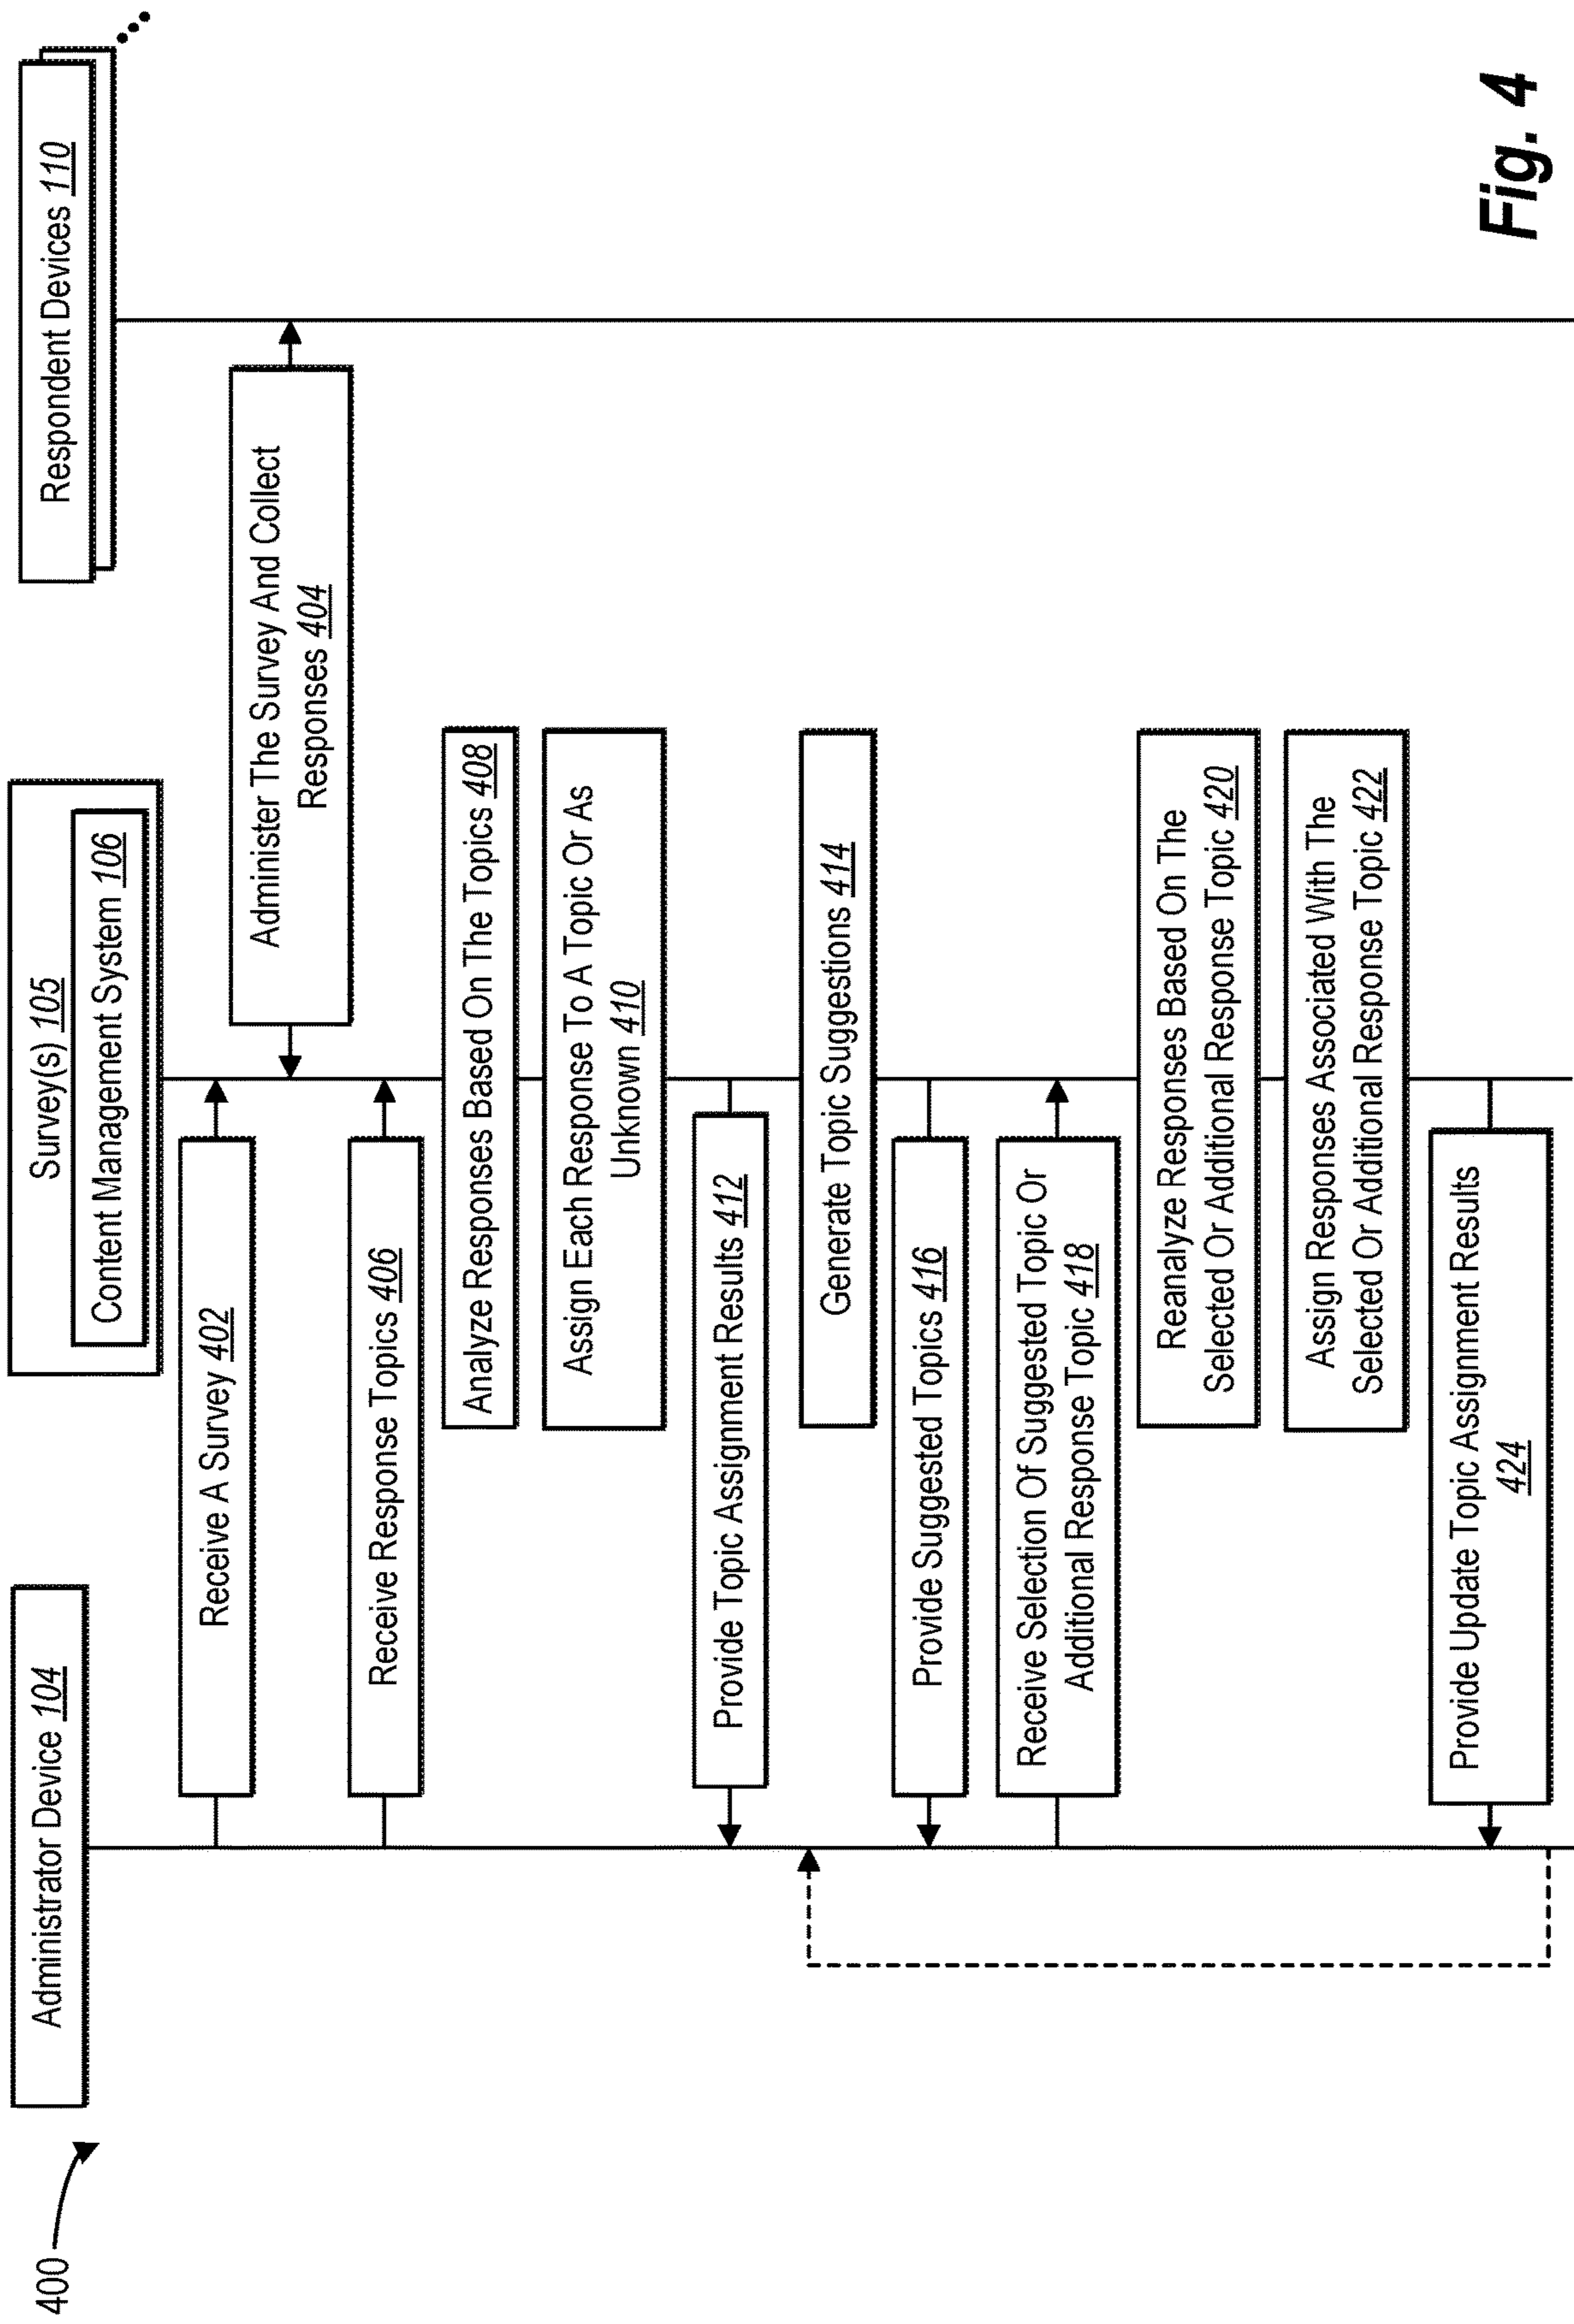 400
Administrator Device 104
Survey(s) 105
Content Management System 106
Respondent Devices 110
Receive A Survey 402
Administer The Survey And Collect
Responses 404
Receive Response Topics 406
Analyze Responses Based On The Topics 408
Assign Each Response To A Topic Or As
Unknown 410
Provide Topic Assignment Results 412
Generate Topic Suggestions 414
Provide Suggested Topics 416
Receive Selection Of Suggested Topic Or
Additional Response Topic 418
Reanalyze Responses Based On The
Selected Or Additional Response Topic 420
Assign Responses Associated With The
Selected Or Additional Response Topic 422
Provide Update Topic Assignment Results
424
Fig. 4